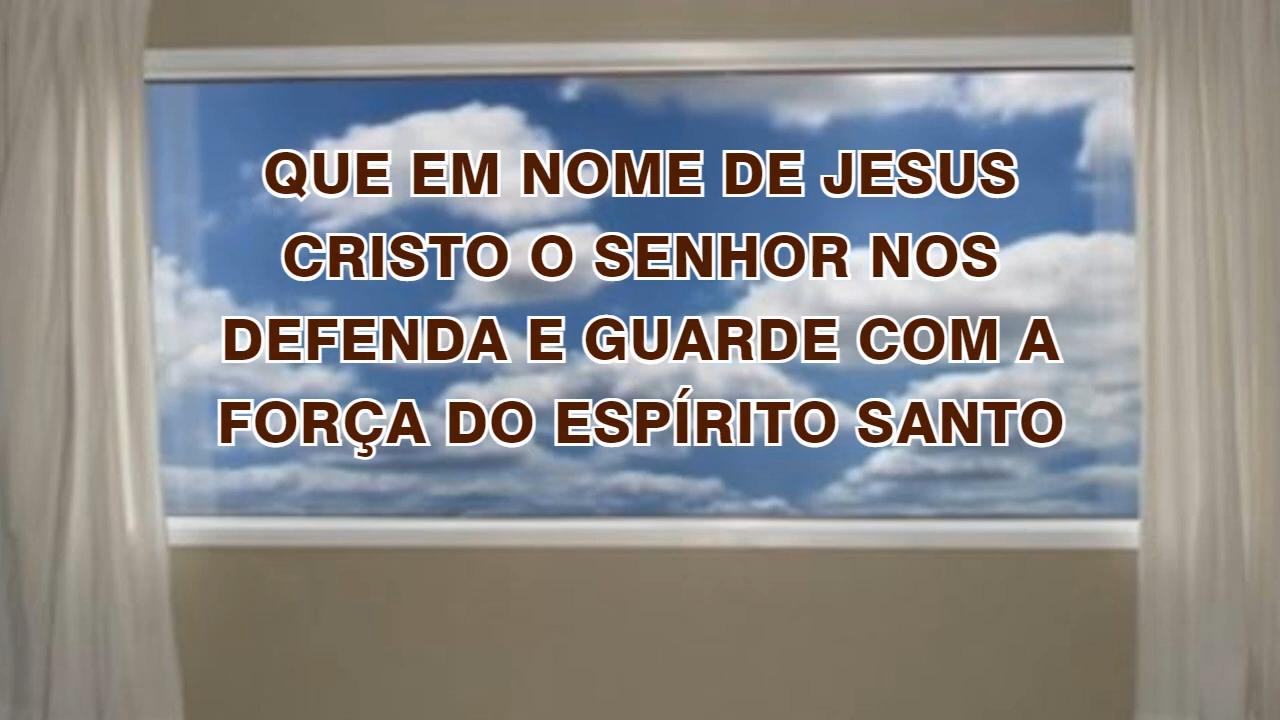 QUE EM NOME DE JESUS
CRISTO O SENHOR NOS
DEFENDA E GUARDE COM A
FORÇA DO ESPÍRITO SANTO